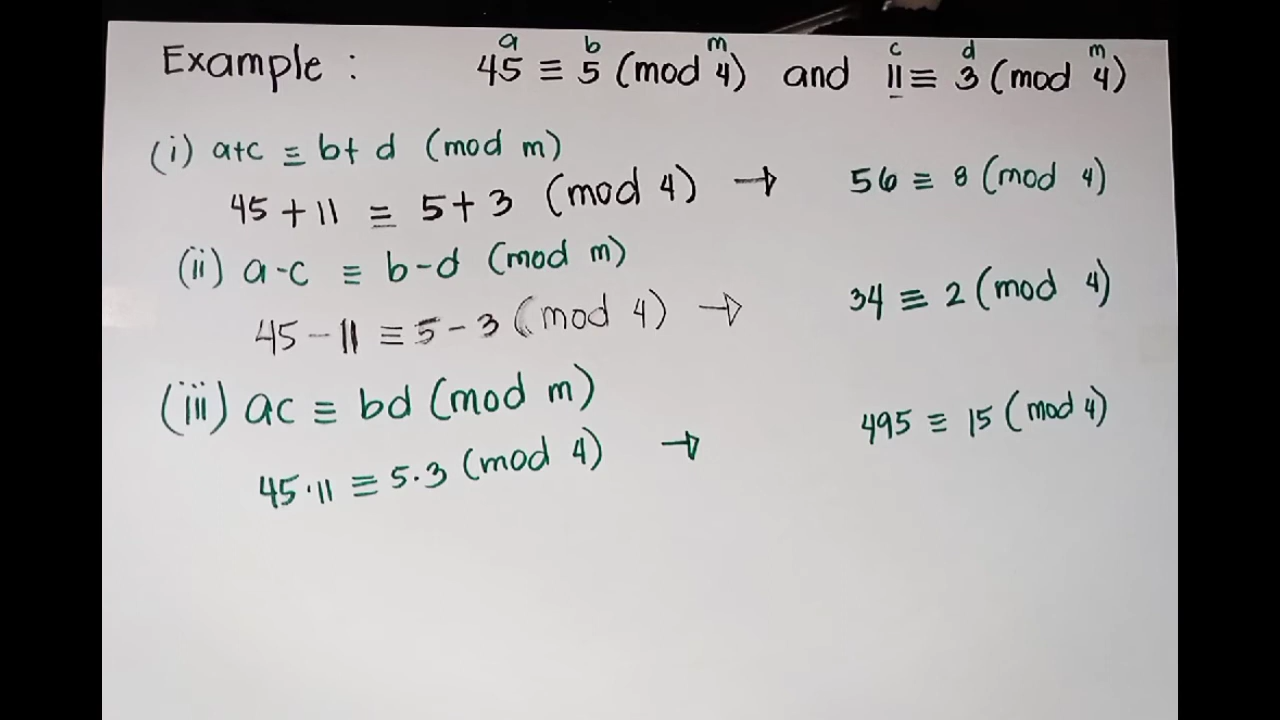 a b m c d m
Example : 45 ≡ 5 (mod 4) and 11 ≡ 3 (mod 4)
(i) a+c ≡ b+d (mod m)
45 + 11 ≡ 5+3 (mod 4) → 56 ≡ 8 (mod 4)
(ii) a-c ≡ b-d (mod m)
45 - 11 ≡ 5 - 3 (mod 4) → 34 ≡ 2 (mod 4)
(iii) ac ≡ bd (mod m)
45·11 ≡ 5·3 (mod 4) → 495 ≡ 15 (mod 4)